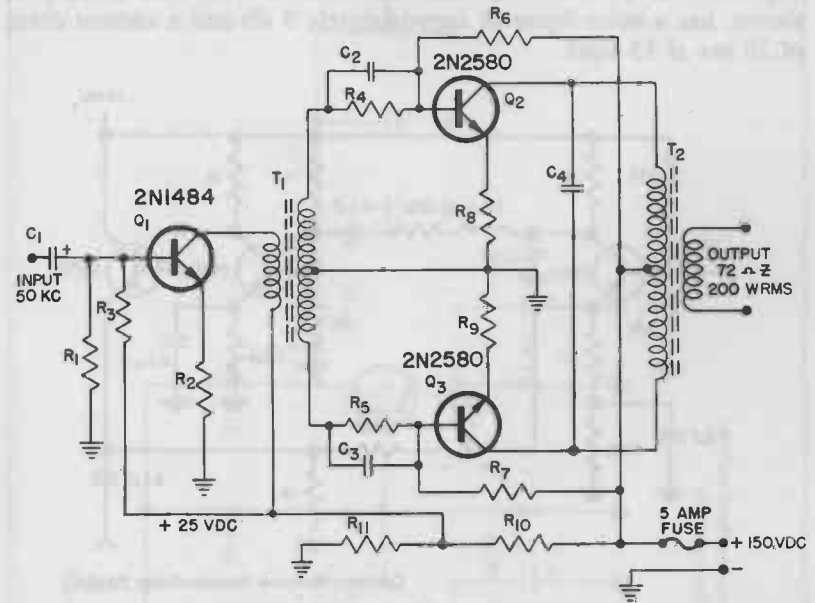 R6
C2
2N2580
R4
Q2
T1
T2
2N1484
C4
Q1
R8
C1
+
INPUT
50 KC
OUTPUT
72 Ω Z
200 WRMS
R3
R9
R1
2N2580
R2
Q3
R5
C3
R7
5 AMP
FUSE
+ 25 VDC
R11
R10
+ 150 VDC
-